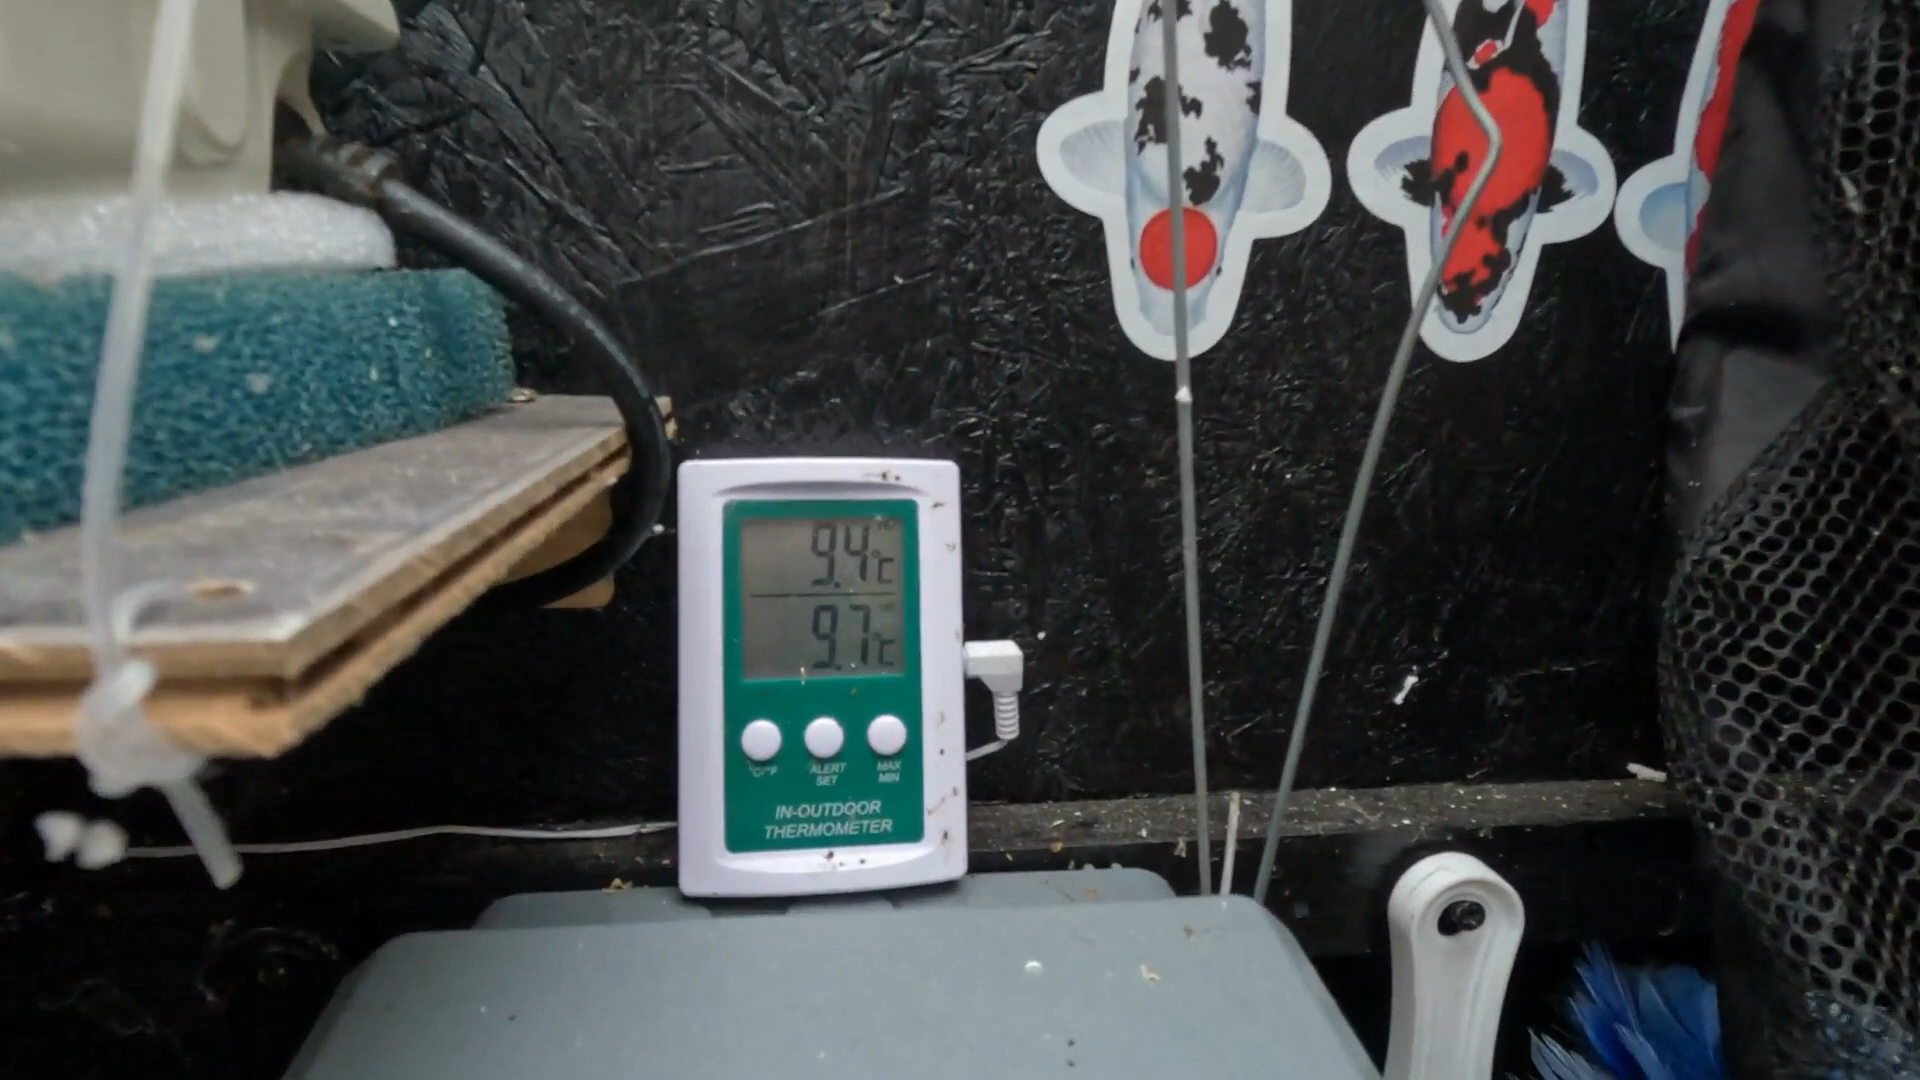 9.4°C
9.7°C
°C/°F
ALERT
SET
MAX
MIN
IN-OUTDOOR
THERMOMETER